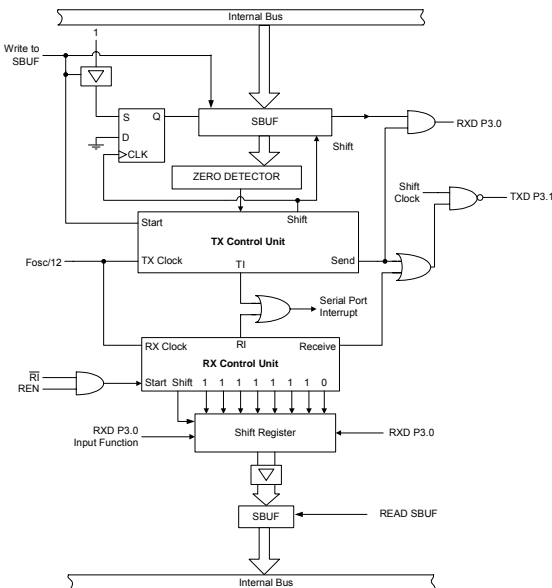 Internal Bus
1
Write to
SBUF
S Q
D
CLK
SBUF
RXD P3.0
Shift
ZERO DETECTOR
Shift
Clock
TXD P3.1
Start
Shift
TX Control Unit
Fosc/12
TX Clock
TI
Send
Serial Port
Interrupt
RX Clock
RI
Receive
RX Control Unit
RI
REN
Start Shift 1 1 1 1 1 1 1 0
RXD P3.0
Input Function
Shift Register
RXD P3.0
SBUF
READ SBUF
Internal Bus